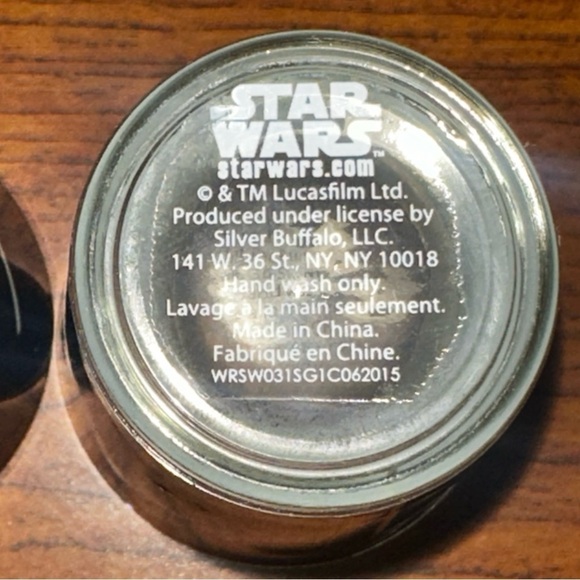 STAR
WARS™
starwars.com
© & TM Lucasfilm Ltd.
Produced under license by
Silver Buffalo, LLC.
141 W. 36 St., NY, NY 10018
Hand wash only.
Lavage à la main seulement.
Made in China.
Fabriqué en Chine.
WRSW031SG1C062015